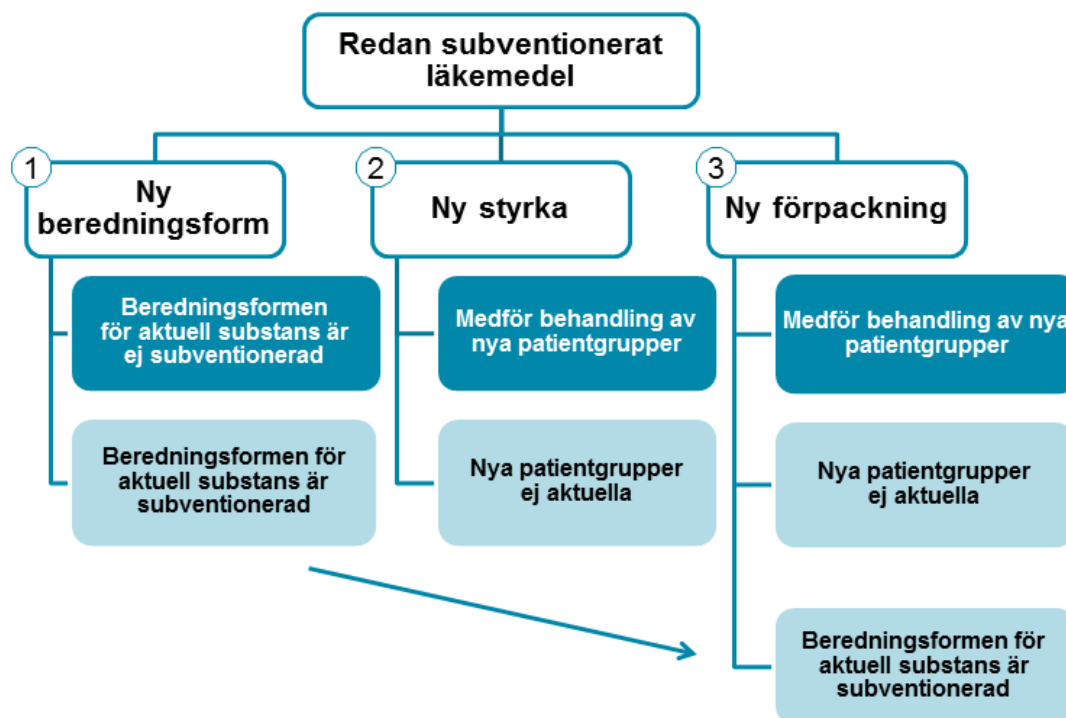 Redan subventionerat
läkemedel
1
Ny
beredningsform
2
Ny styrka
3
Ny förpackning
Beredningsformen
för aktuell substans är
ej subventionerad
Beredningsformen för
aktuell substans är
subventionerad
Medför behandling av
nya patientgrupper
Nya patientgrupper
ej aktuella
Medför behandling av nya
patientgrupper
Nya patientgrupper
ej aktuella
Beredningsformen för
aktuell substans är
subventionerad